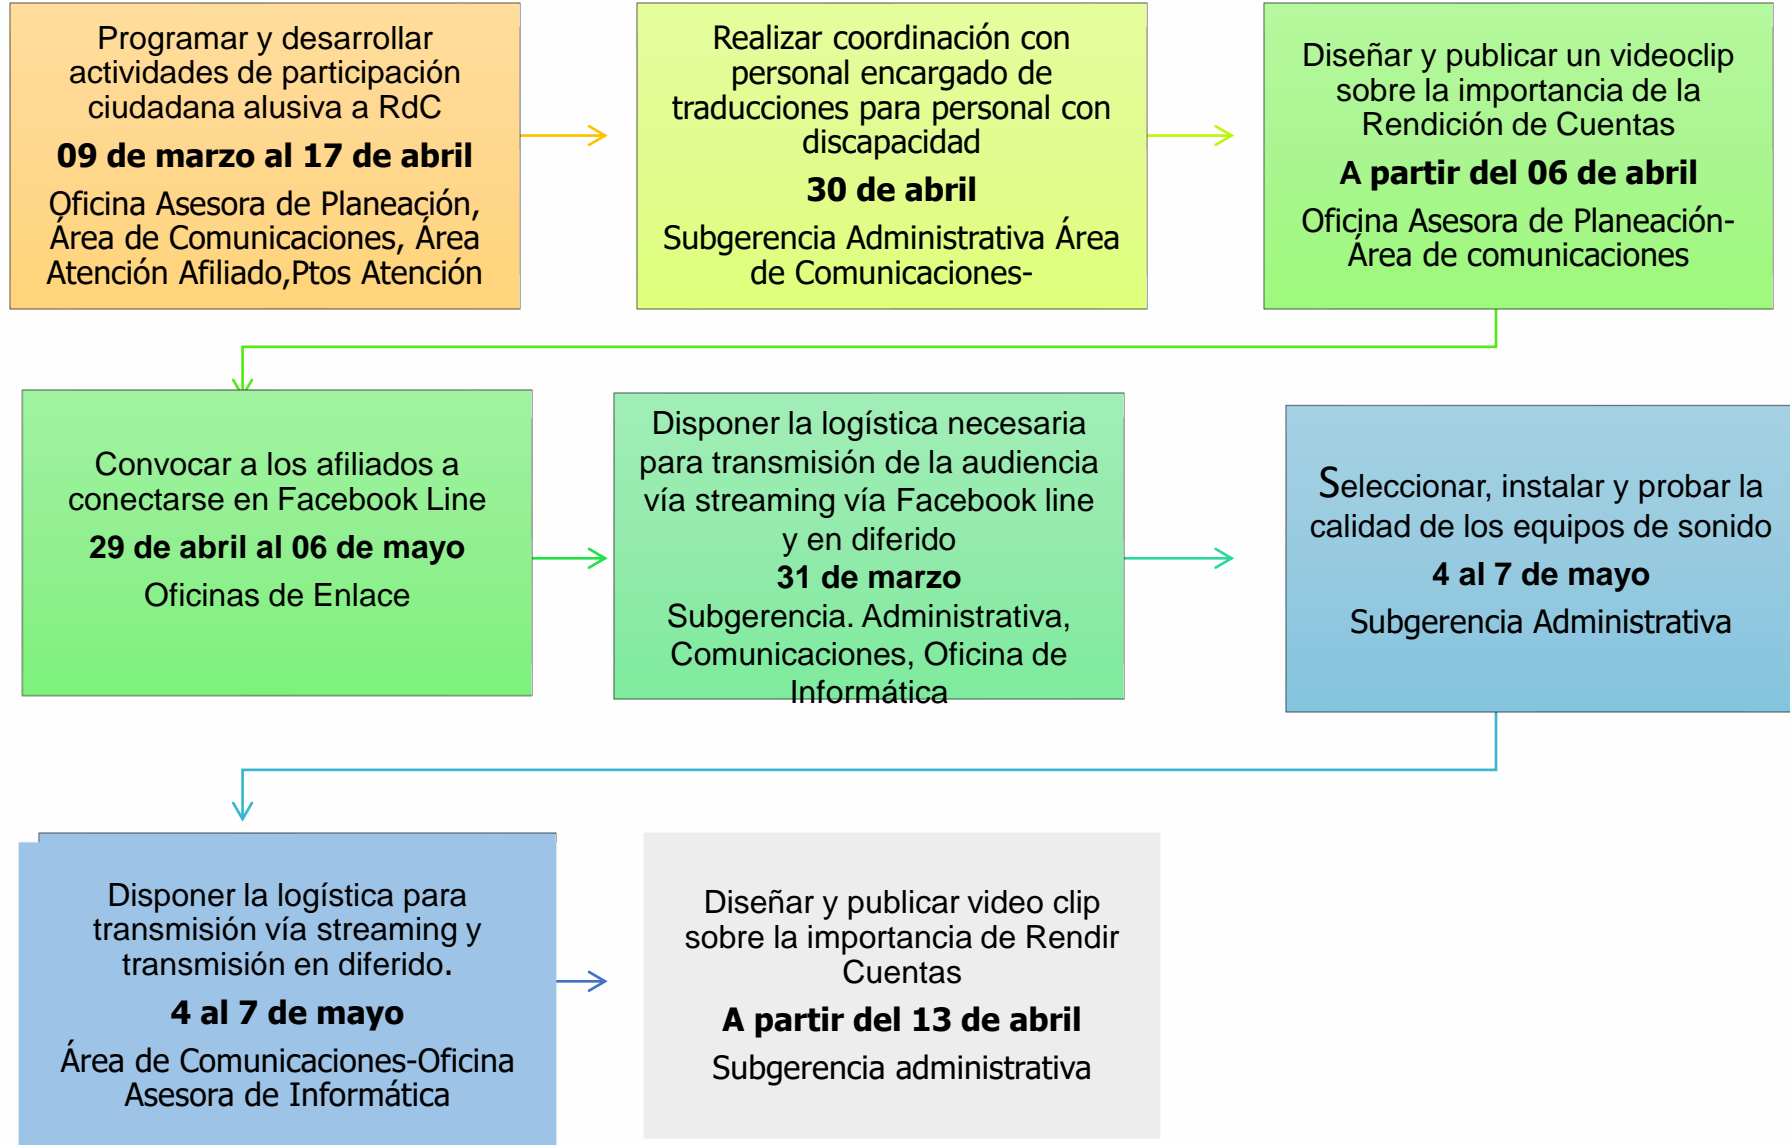 Programar y desarrollar
actividades de participación
ciudadana alusiva a RdC
09 de marzo al 17 de abril
Oficina Asesora de Planeación,
Área de Comunicaciones, Área
Atención Afiliado,Ptos Atención
Realizar coordinación con
personal encargado de
traducciones para personal con
discapacidad
30 de abril
Subgerencia Administrativa Área
de Comunicaciones-
Diseñar y publicar un videoclip
sobre la importancia de la
Rendición de Cuentas
A partir del 06 de abril
Oficina Asesora de Planeación-
Área de comunicaciones
Convocar a los afiliados a
conectarse en Facebook Line
29 de abril al 06 de mayo
Oficinas de Enlace
Disponer la logística necesaria
para transmisión de la audiencia
vía streaming vía Facebook line
y en diferido
31 de marzo
Subgerencia. Administrativa,
Comunicaciones, Oficina de
Informática
Seleccionar, instalar y probar la
calidad de los equipos de sonido
4 al 7 de mayo
Subgerencia Administrativa
Disponer la logística para
transmisión vía streaming y
transmisión en diferido.
4 al 7 de mayo
Área de Comunicaciones-Oficina
Asesora de Informática
Diseñar y publicar video clip
sobre la importancia de Rendir
Cuentas
A partir del 13 de abril
Subgerencia administrativa